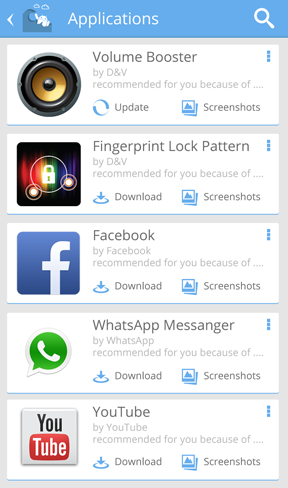 Applications
Volume Booster
by D&V
recommended for you because of ....
Update Screenshots
Fingerprint Lock Pattern
by D&V
recommended for you because of ....
Download Screenshots
Facebook
by Facebook
recommended for you because of ....
Download Screenshots
WhatsApp Messanger
by WhatsApp
recommended for you because of ....
Download Screenshots
You
Tube
YouTube
by YouTube
recommended for you because of ....
Download Screenshots